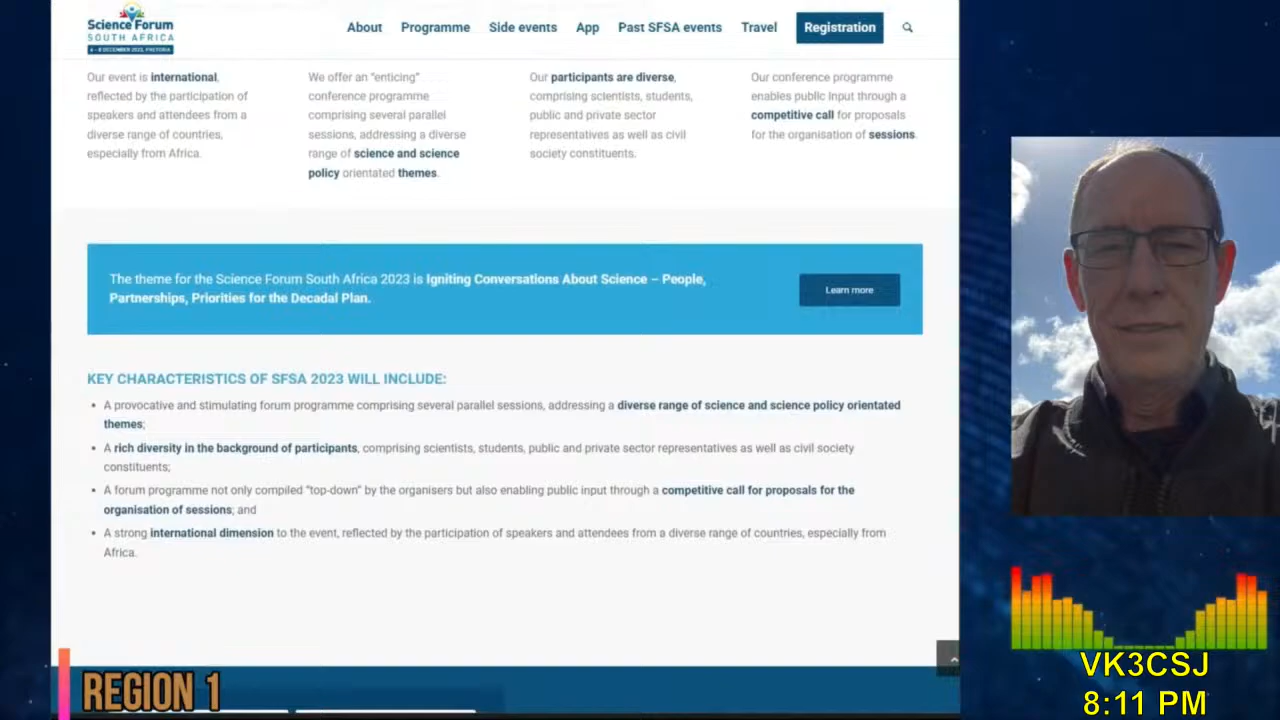 Science Forum
SOUTH AFRICA
About
Programme
Side events
App
Past SFSA events
Travel
Registration
Our event is international,
reflected by the participation of
speakers and attendees from a
diverse range of countries,
especially from Africa.
We offer an "enticing"
conference programme
comprising several parallel
sessions, addressing a diverse
range of science and science
policy orientated themes.
Our participants are diverse,
comprising scientists, students,
public and private sector
representatives as well as civil
society constituents.
Our conference programme
enables public input through a
competitive call for proposals
for the organisation of sessions.
The theme for the Science Forum South Africa 2023 is Igniting Conversations About Science – People,
Partnerships, Priorities for the Decadal Plan.
Learn more
KEY CHARACTERISTICS OF SFSA 2023 WILL INCLUDE:
• A provocative and stimulating forum programme comprising several parallel sessions, addressing a diverse range of science and science policy orientated
themes;
• A rich diversity in the background of participants, comprising scientists, students, public and private sector representatives as well as civil society
constituents;
• A forum programme not only compiled "top-down" by the organisers but also enabling public input through a competitive call for proposals for the
organisation of sessions; and
• A strong international dimension to the event, reflected by the participation of speakers and attendees from a diverse range of countries, especially from
Africa.
REGION 1
VK3CSJ
8:11 PM